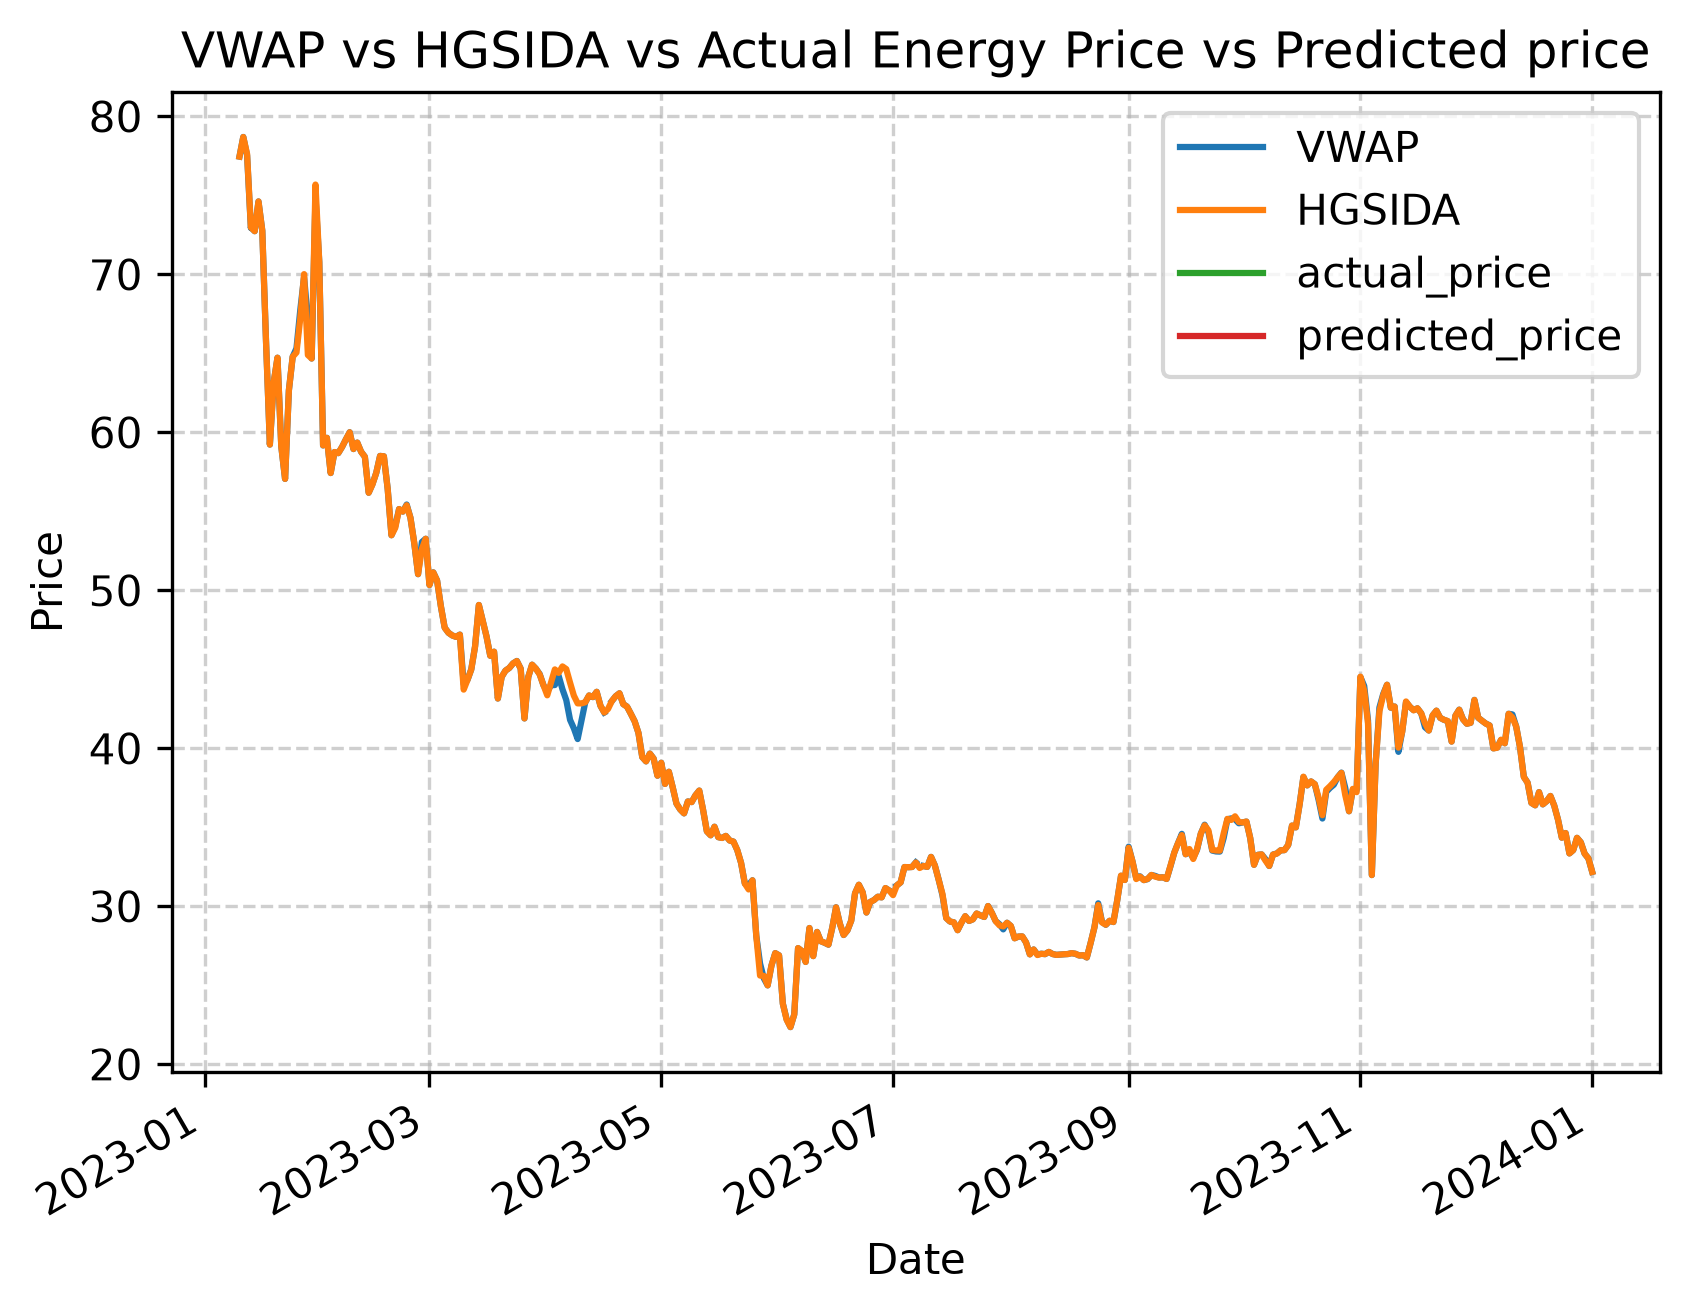 VWAP vs HGSIDA vs Actual Energy Price vs Predicted price
80
70
60
50
40
30
20
Price
VWAP
HGSIDA
actual_price
predicted_price
2023-01
2023-03
2023-05
2023-07
2023-09
2023-11
2024-01
Date